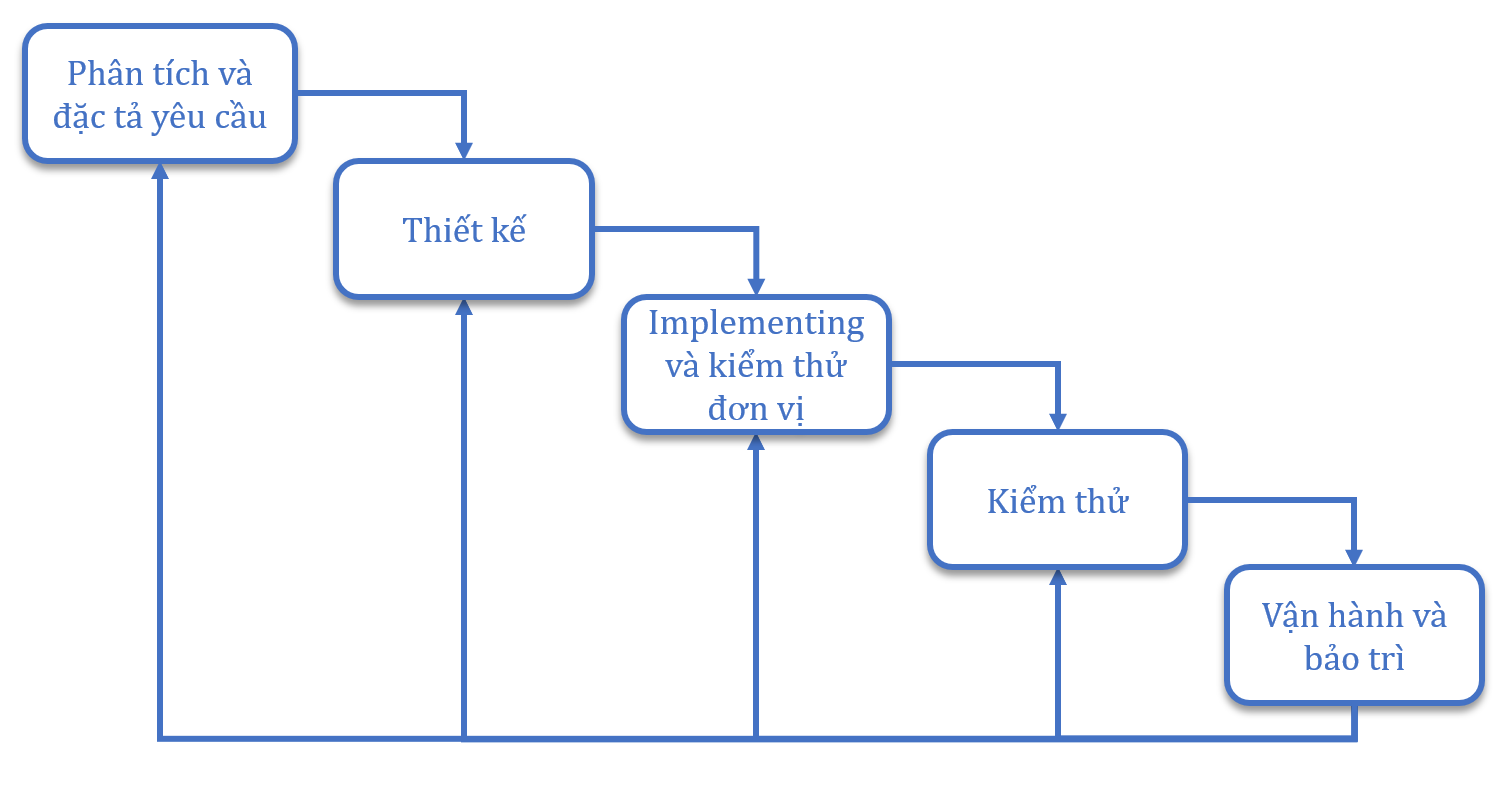 Phân tích và
đặc tả yêu cầu
Thiết kế
Implementing
và kiểm thử
đơn vị
Kiểm thử
Vận hành và
bảo trì